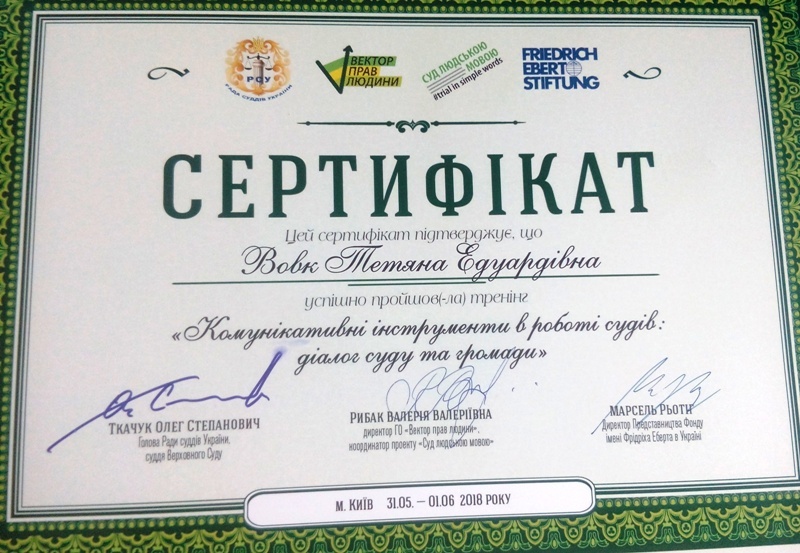 РСУ
РАДА СУДДІВ УКРАЇНИ
ВЕКТОР
ПРАВ
ЛЮДИНИ
СУД ЛЮДСЬКОЮ
МОВОЮ
#trial in simple words
FRIEDRICH
EBERT
STIFTUNG
СЕРТИФІКАТ
Цей сертифікат підтверджує, що
Вовк Тетяна Едуардівна
успішно пройшов(-ла) тренінг
«Комунікативні інструменти в роботі судів:
діалог суду та громади»
Ткачук Олег Степанович
Голова Ради суддів України,
суддя Верховного Суду
Рибак Валерія Валеріївна
директор ГО «Вектор прав людини»,
координатор проекту «Суд людською мовою»
Марсель Рьоти
Директор Представництва Фонду
імені Фрідріха Еберта в Україні
м. Київ 31.05. – 01.06 2018 року